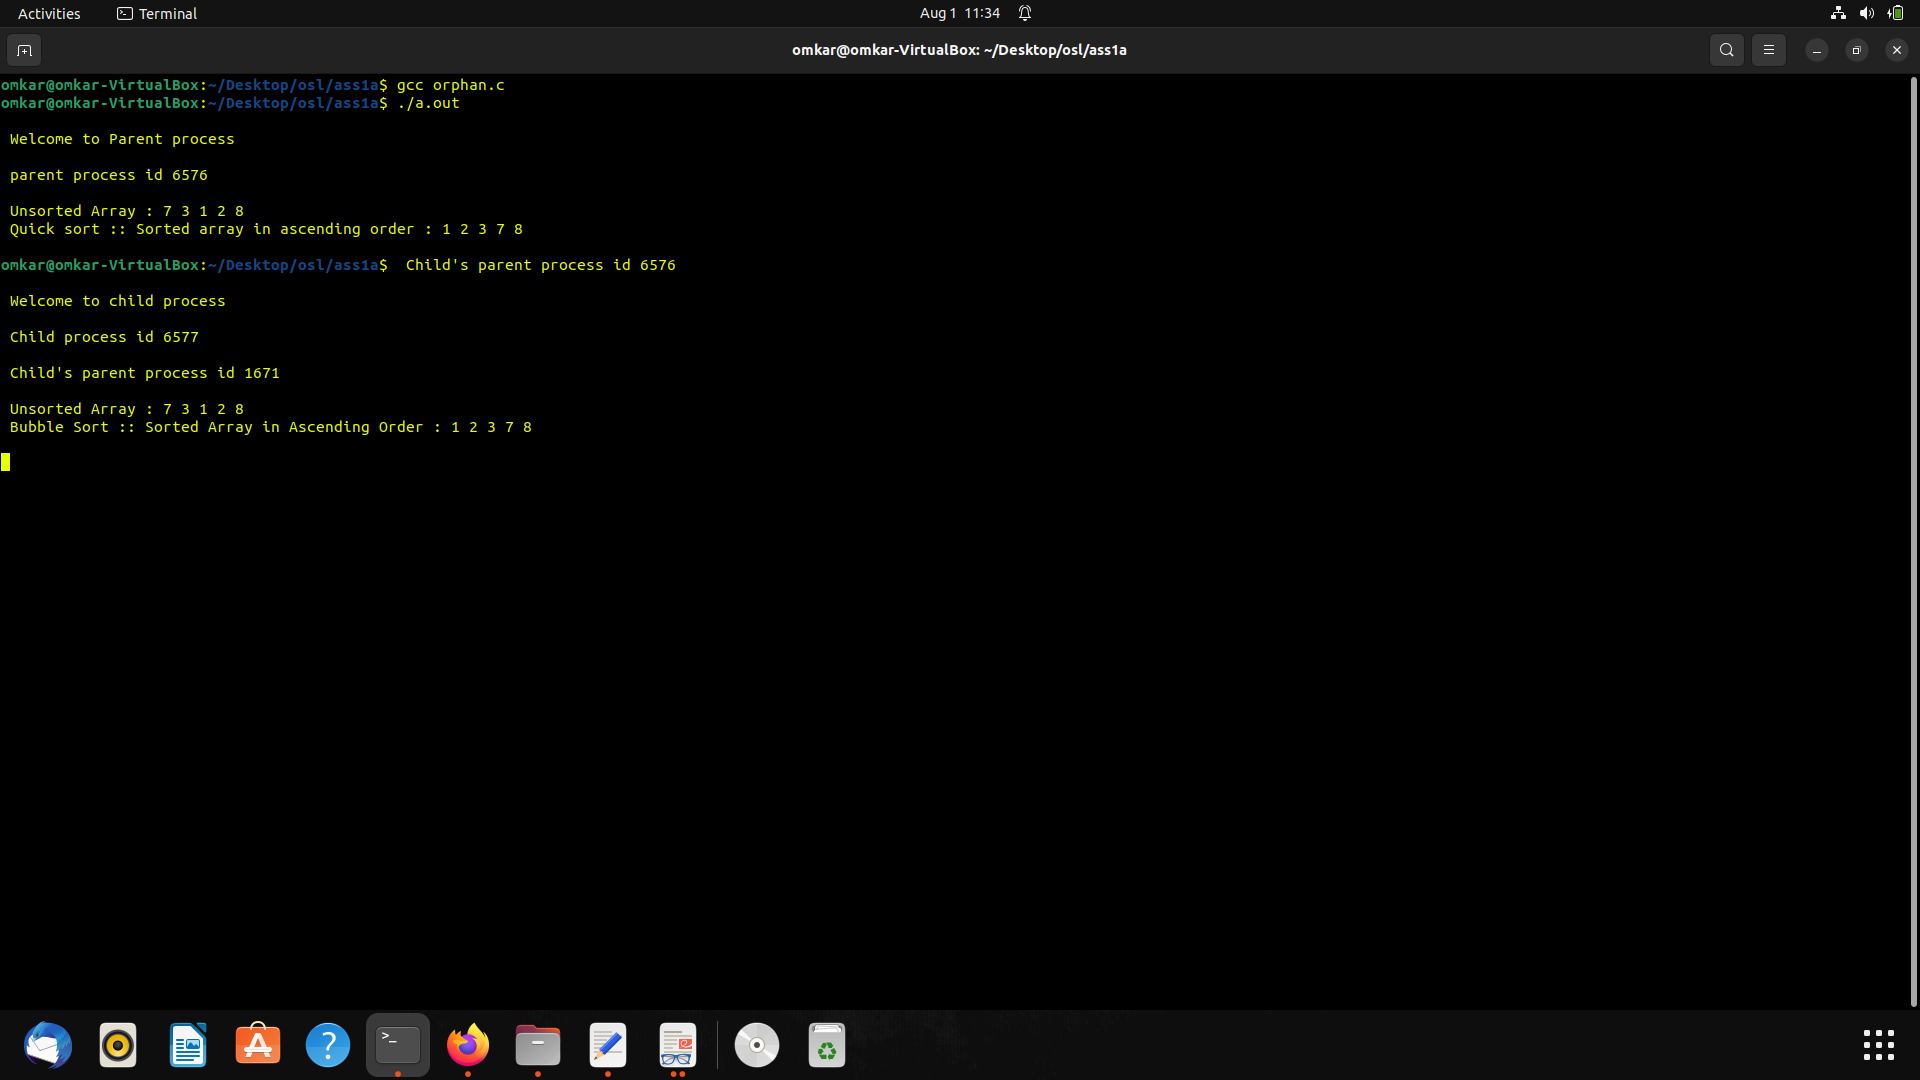 Activities
Terminal
Aug 1 11:34
omkar@omkar-VirtualBox: ~/Desktop/osl/ass1a
omkar@omkar-VirtualBox:~/Desktop/osl/ass1a$ gcc orphan.c
omkar@omkar-VirtualBox:~/Desktop/osl/ass1a$ ./a.out
Welcome to Parent process
parent process id 6576
Unsorted Array : 7 3 1 2 8
Quick sort :: Sorted array in ascending order : 1 2 3 7 8
omkar@omkar-VirtualBox:~/Desktop/osl/ass1a$  Child's parent process id 6576
Welcome to child process
Child process id 6577
Child's parent process id 1671
Unsorted Array : 7 3 1 2 8
Bubble Sort :: Sorted Array in Ascending Order : 1 2 3 7 8